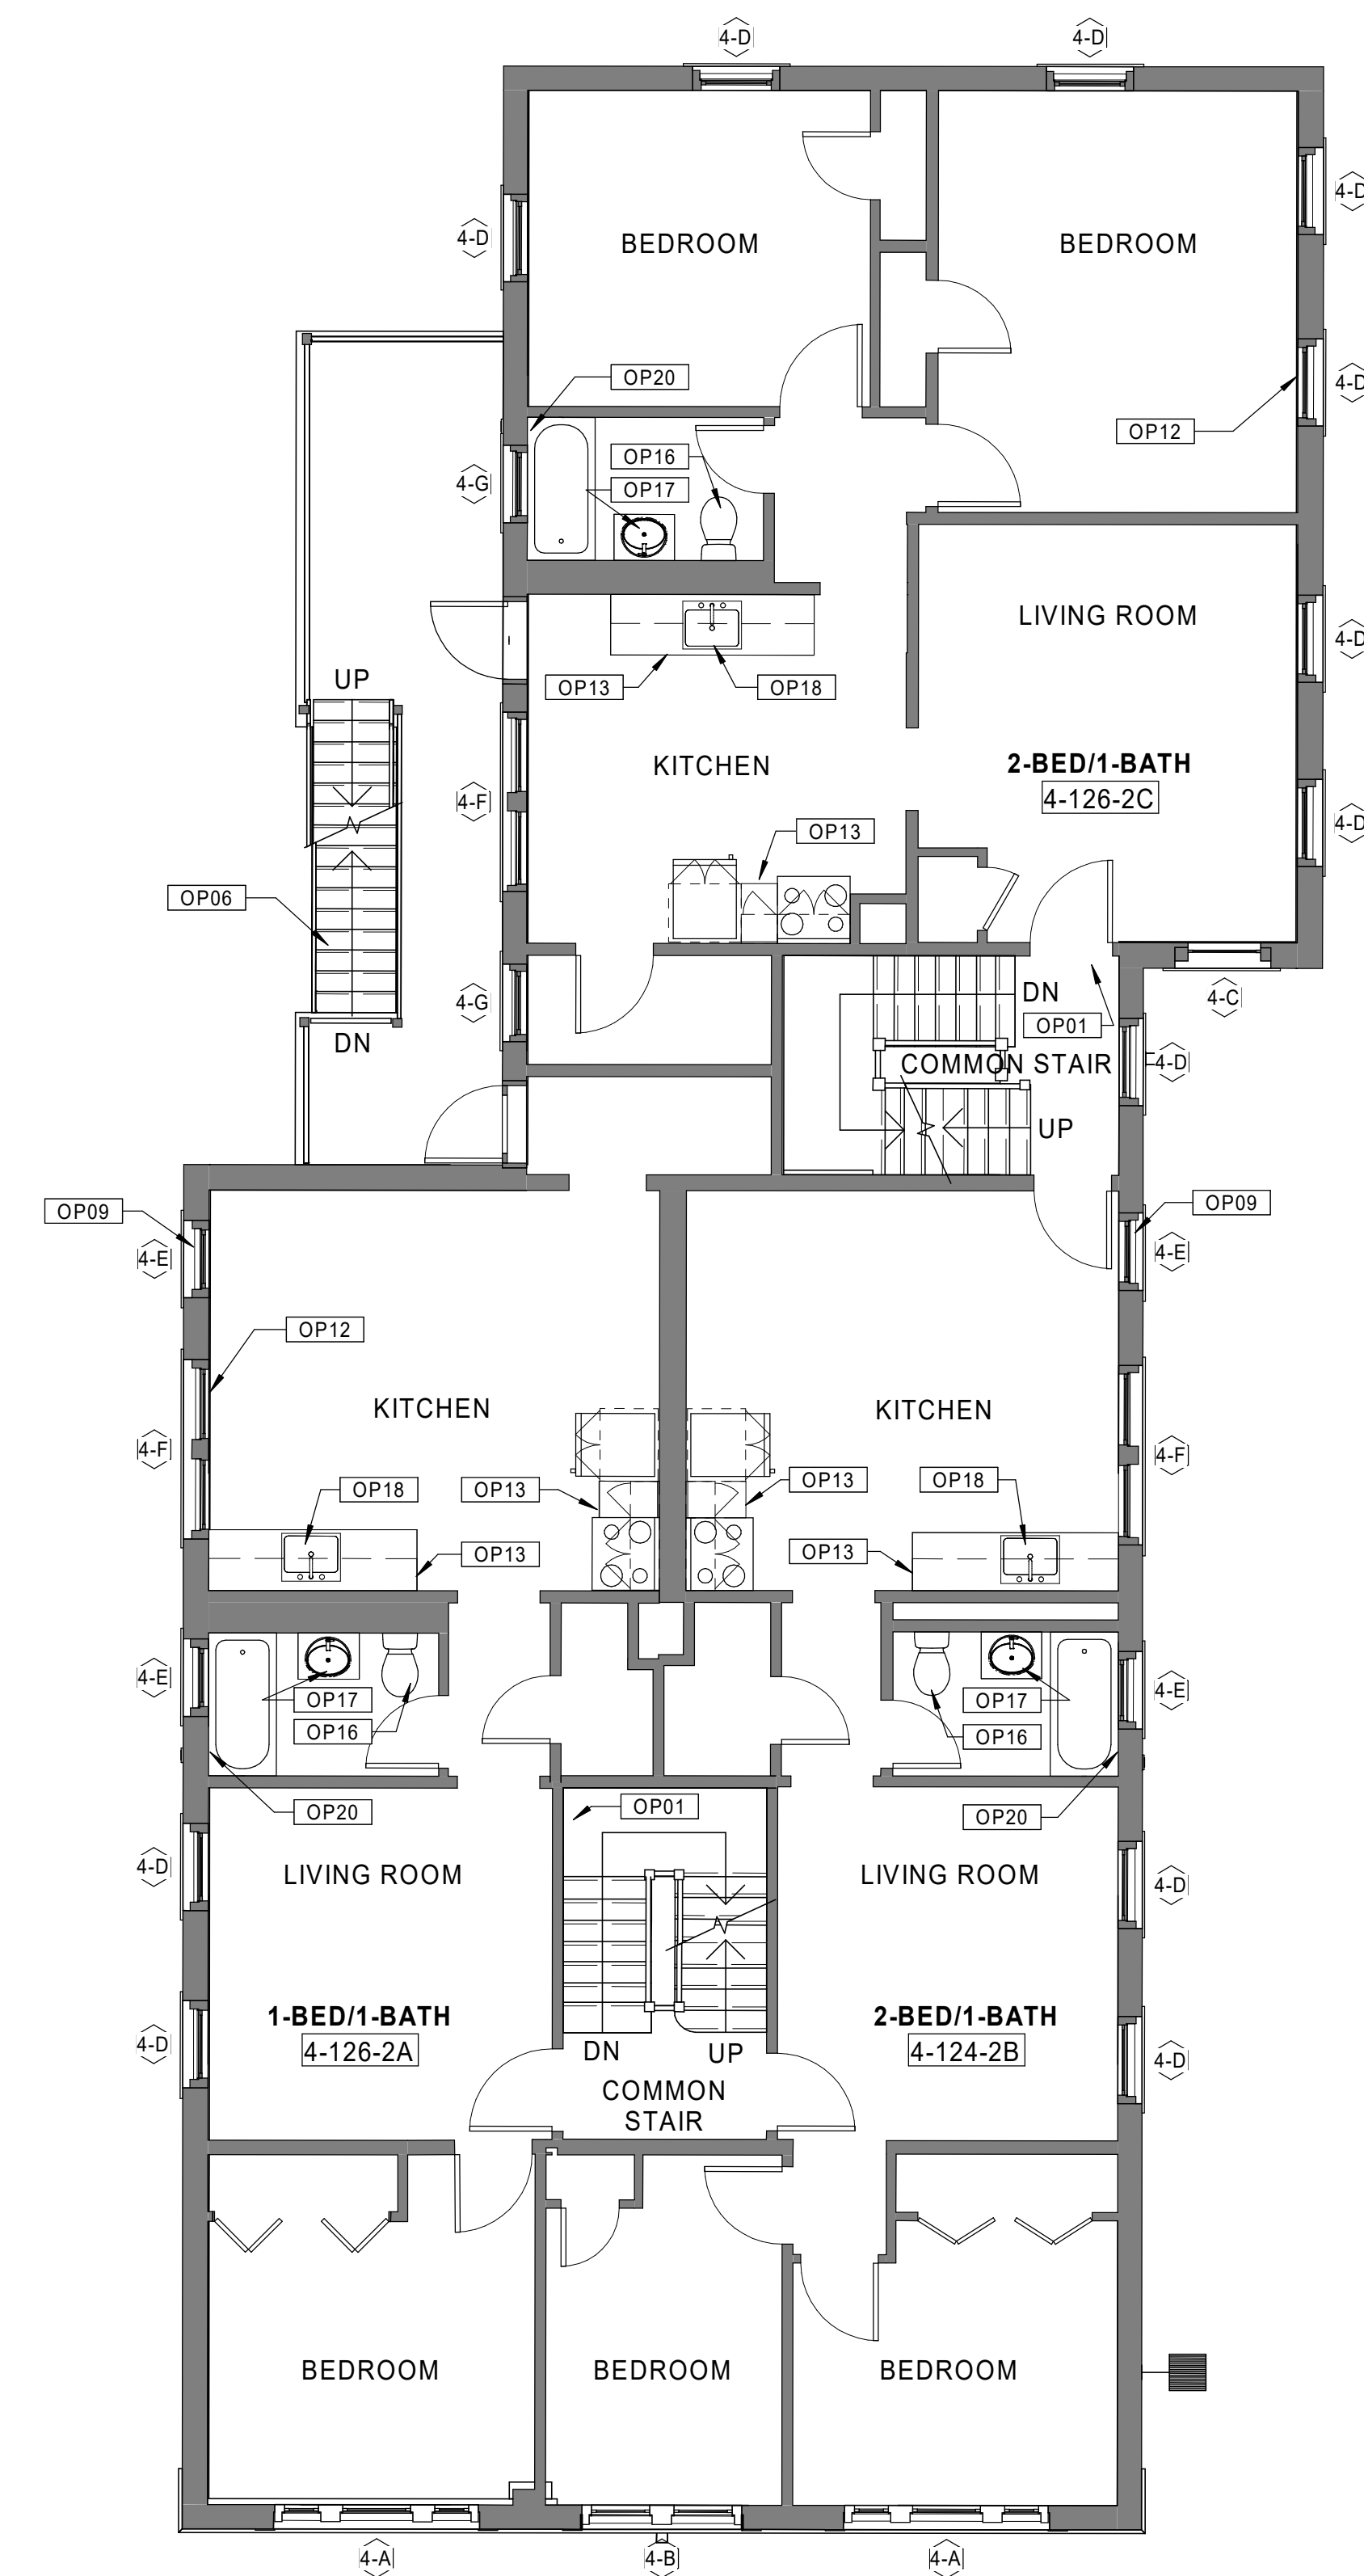 4-D
4-D
4-D
4-D
BEDROOM
BEDROOM
OP20
4-D
OP12
OP16
4-G
OP17
LIVING ROOM
4-D
UP
OP13
OP18
KITCHEN
2-BED/1-BATH
4-126-2C
4-F
4-D
OP13
OP06
4-G
DN
4-C
OP01
DN
COMMON STAIR
4-D
UP
OP09
OP09
4-E
4-E
OP12
KITCHEN
KITCHEN
4-F
4-F
OP18
OP13
OP13
OP18
OP13
OP13
4-E
4-E
OP17
OP17
OP16
OP16
OP20
OP01
OP20
4-D
LIVING ROOM
LIVING ROOM
4-D
1-BED/1-BATH
4-126-2A
2-BED/1-BATH
4-124-2B
4-D
DN
UP
4-D
COMMON
STAIR
BEDROOM
BEDROOM
BEDROOM
4-A
4-B
4-A